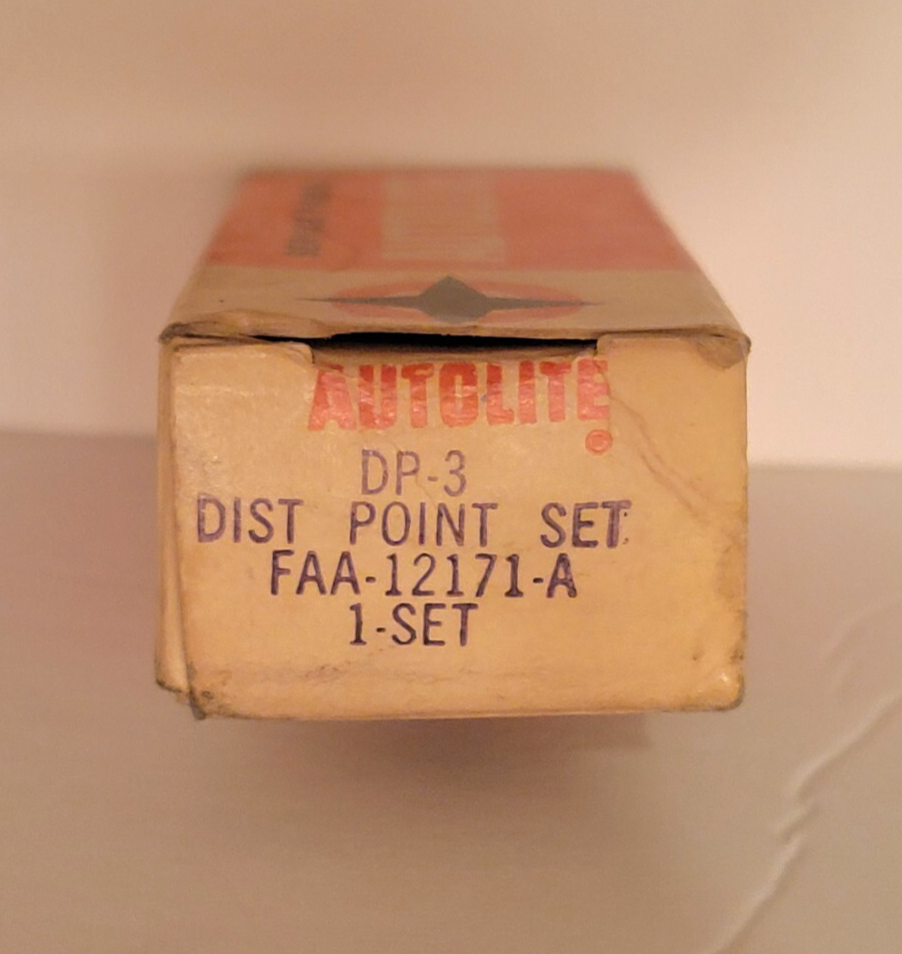 AUTOLITE
®
DP-3
DIST POINT SET
FAA-12171-A
1-SET